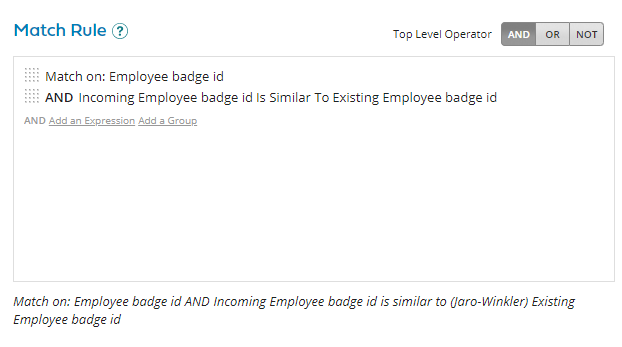 Match Rule ?
Top Level Operator AND OR NOT
Match on: Employee badge id
AND Incoming Employee badge id Is Similar To Existing Employee badge id
AND Add an Expression Add a Group
Match on: Employee badge id AND Incoming Employee badge id is similar to (Jaro-Winkler) Existing
Employee badge id